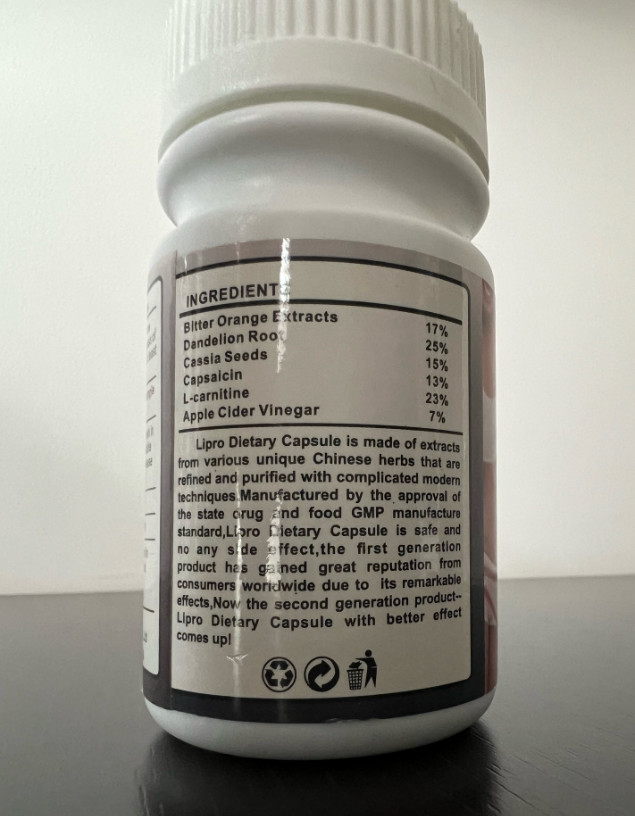 INGREDIENTS
Bitter Orange Extracts 17%
Dandelion Root 25%
Cassia Seeds 15%
Capsaicin 13%
L-carnitine 23%
Apple Cider Vinegar 7%
Lipro Dietary Capsule is made of extracts
from various unique Chinese herbs that are
refined and purified with complicated modern
techniques.Manufactured by the approval of
the state drug and food GMP manufacture
standard,Lipro Dietary Capsule is safe and
no any side effect,the first generation
product has gained great reputation from
consumers worldwide due to its remarkable
effects,Now the second generation product--
Lipro Dietary Capsule with better effect
comes up!